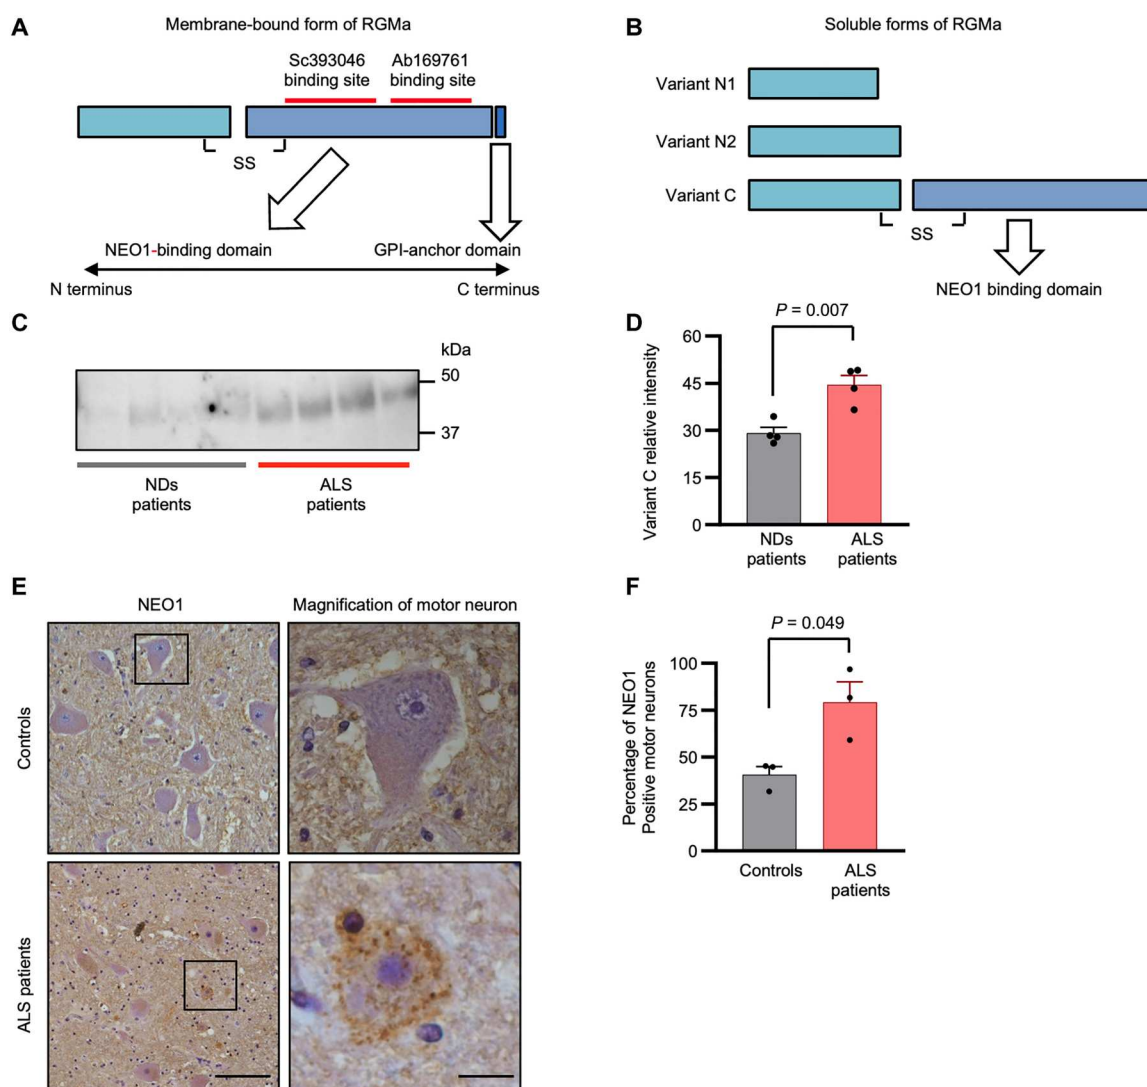 A
Membrane-bound form of RGMa
Sc393046
binding site
Ab169761
binding site
SS
NEO1-binding domain
GPI-anchor domain
N terminus
C terminus
B
Soluble forms of RGMa
Variant N1
Variant N2
Variant C
SS
NEO1 binding domain
C
kDa
50
37
NDs
patients
ALS
patients
D
P = 0.007
Variant C relative intensity
60
45
30
15
0
NDs
patients
ALS
patients
E
NEO1
Magnification of motor neuron
Controls
ALS patients
F
P = 0.049
Percentage of NEO1
Positive motor neurons
100
75
50
25
0
Controls
ALS
patients